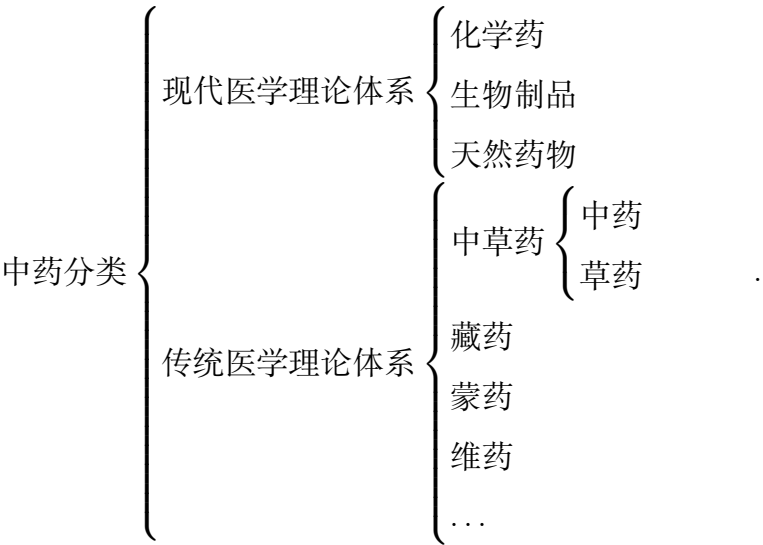 化学药
现代医学理论体系
生物制品
天然药物
中药分类
中草药
中药
草药
.
传统医学理论体系
藏药
蒙药
维药
...